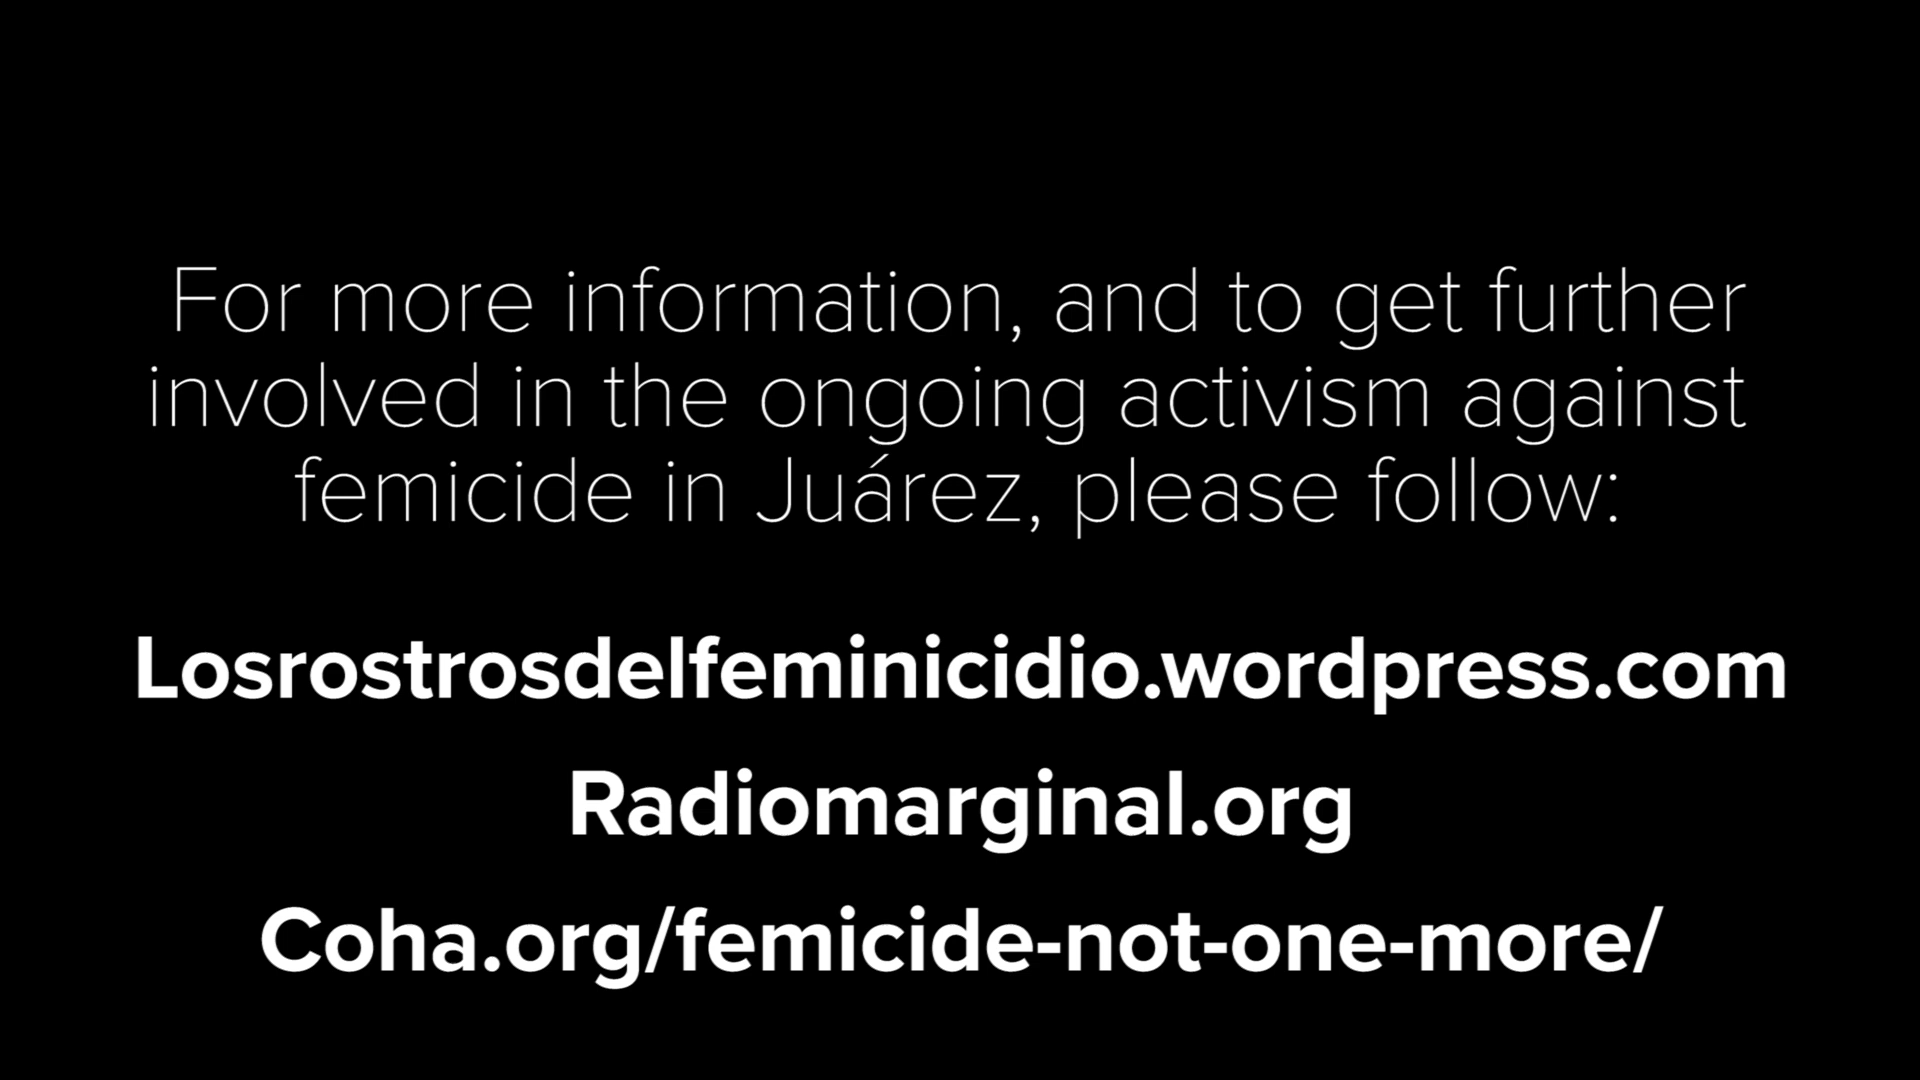 For more information, and to get further
involved in the ongoing activism against
femicide in Juárez, please follow:
Losrostrosdelfeminicidio.wordpress.com
Radiomarginal.org
Coha.org/femicide-not-one-more/